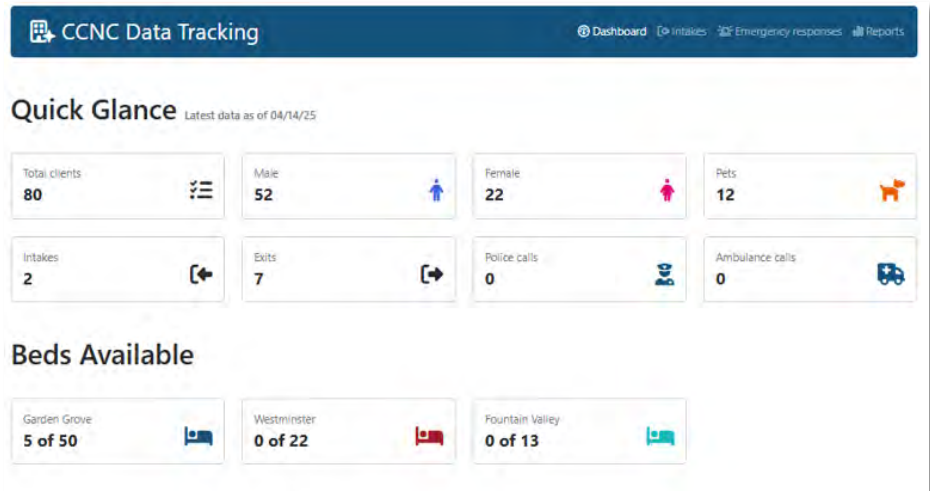 CCNC Data Tracking
Dashboard Intakes Emergency responses Reports
Quick Glance Latest data as of 04/14/25
Total clients Male Female Pets
80 52 22 12
Intakes Exits Police calls Ambulance calls
2 7 0 0
Beds Available
Garden Grove Westminster Fountain Valley
5 of 50 0 of 22 0 of 13